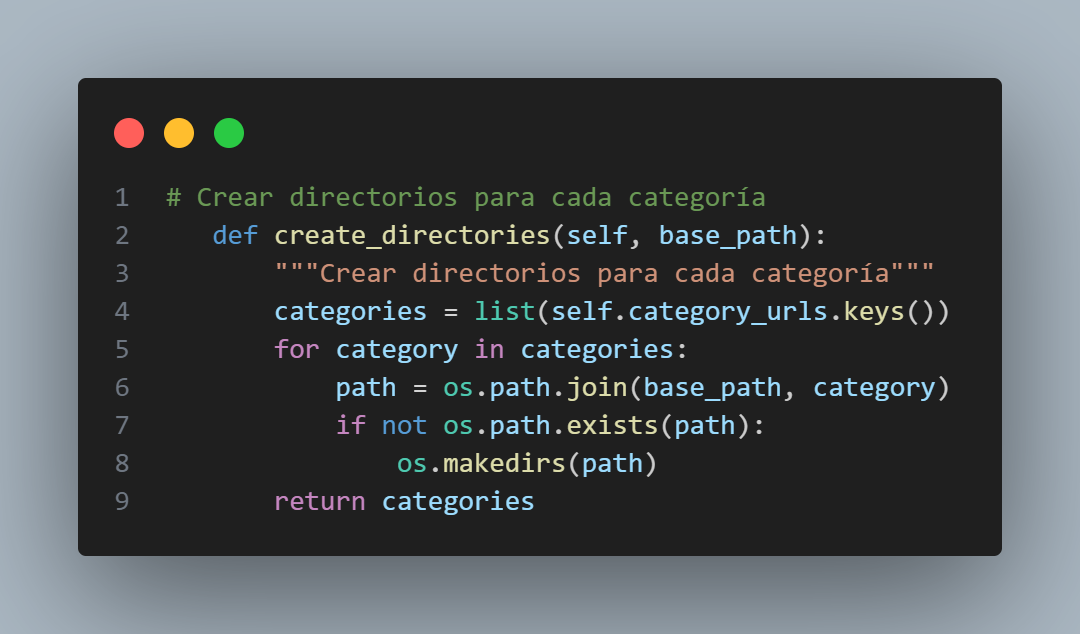 1 # Crear directorios para cada categoría
2 def create_directories(self, base_path):
3 """Crear directorios para cada categoría"""
4 categories = list(self.category_urls.keys())
5 for category in categories:
6 path = os.path.join(base_path, category)
7 if not os.path.exists(path):
8 os.makedirs(path)
9 return categories